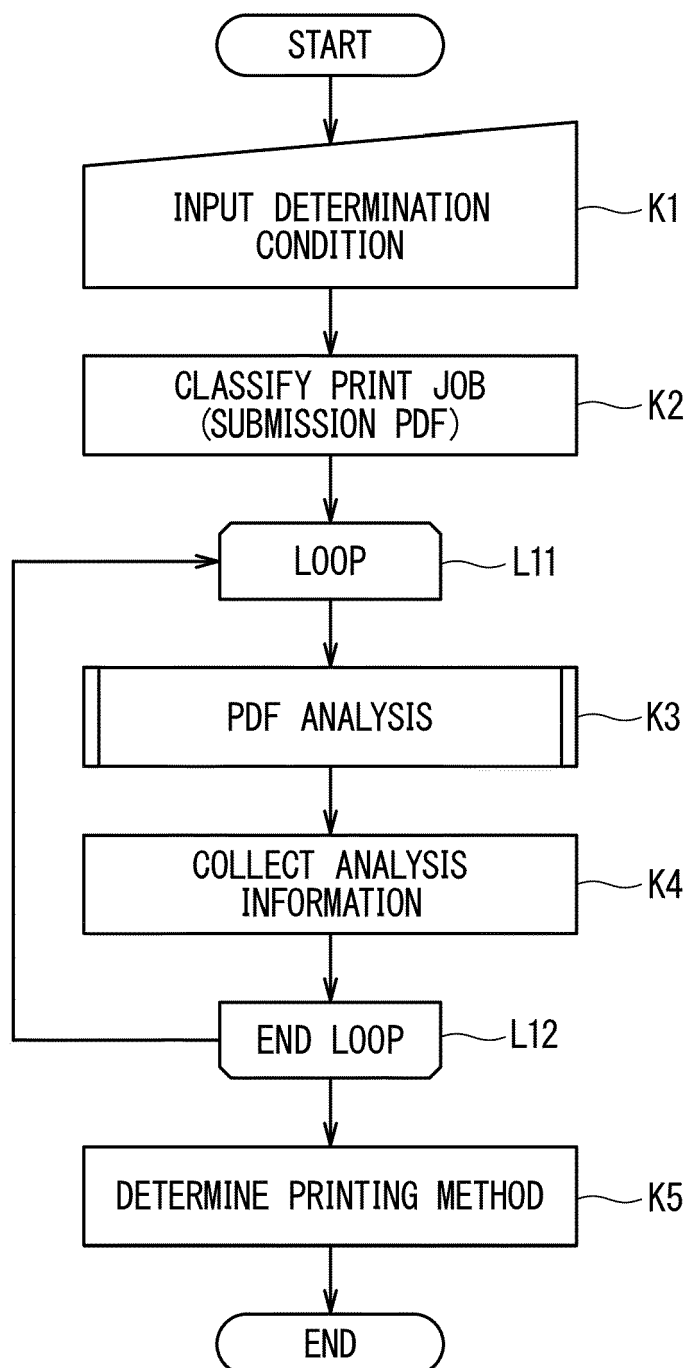 START
INPUT DETERMINATION
CONDITION
K1
CLASSIFY PRINT JOB
(SUBMISSION PDF)
K2
LOOP
L11
PDF ANALYSIS
K3
COLLECT ANALYSIS
INFORMATION
K4
END LOOP
L12
DETERMINE PRINTING METHOD
K5
END